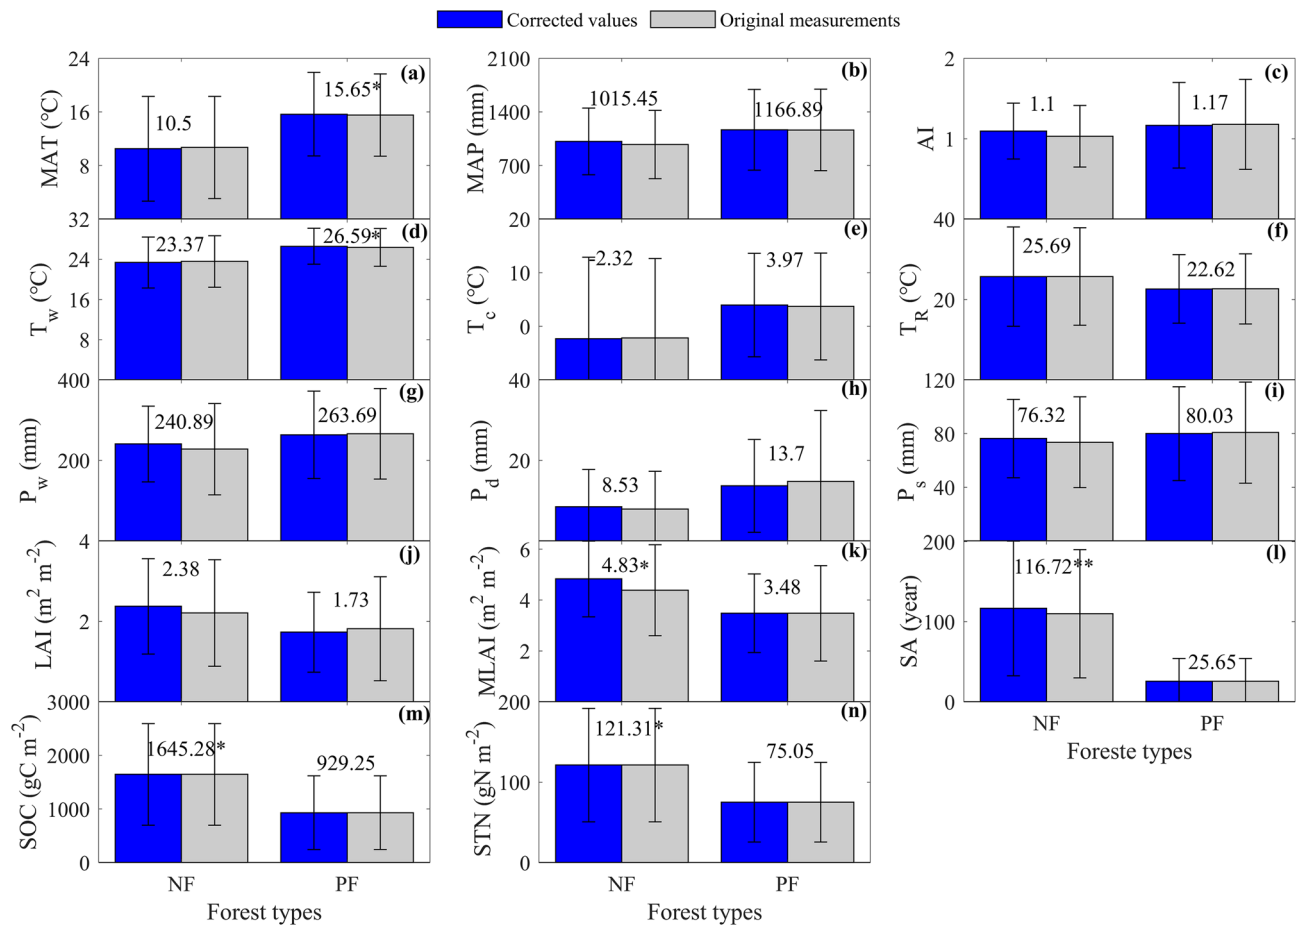 Corrected values Original measurements
24 (a) 15.65* 16 10.5 8 32 MAT (°C)
2100 (b) 1015.45 1166.89 1400 700 20 MAP (mm)
2 (c) 1.1 1.17 1 40 AI
(d) 23.37 26.59* 24 16 8 400 T_w (°C)
(e) -2.32 3.97 10 0 40 T_c (°C)
(f) 25.69 22.62 20 120 T_R (°C)
(g) 240.89 263.69 200 4 P_w (mm)
(h) 8.53 13.7 20 6 P_d (mm)
(i) 76.32 80.03 80 40 200 P_s (mm)
(j) 2.38 1.73 2 3000 LAI (m² m⁻²)
(k) 4.83* 3.48 4 2 200 MLAI (m² m⁻²)
(l) 116.72** 25.65 100 0 SA (year)
NF PF
Foreste types
(m) 1645.28* 929.25 2000 1000 0 SOC (gC m⁻²)
(n) 121.31* 75.05 100 0 STN (gN m⁻²)
NF PF NF PF
Forest types Forest types